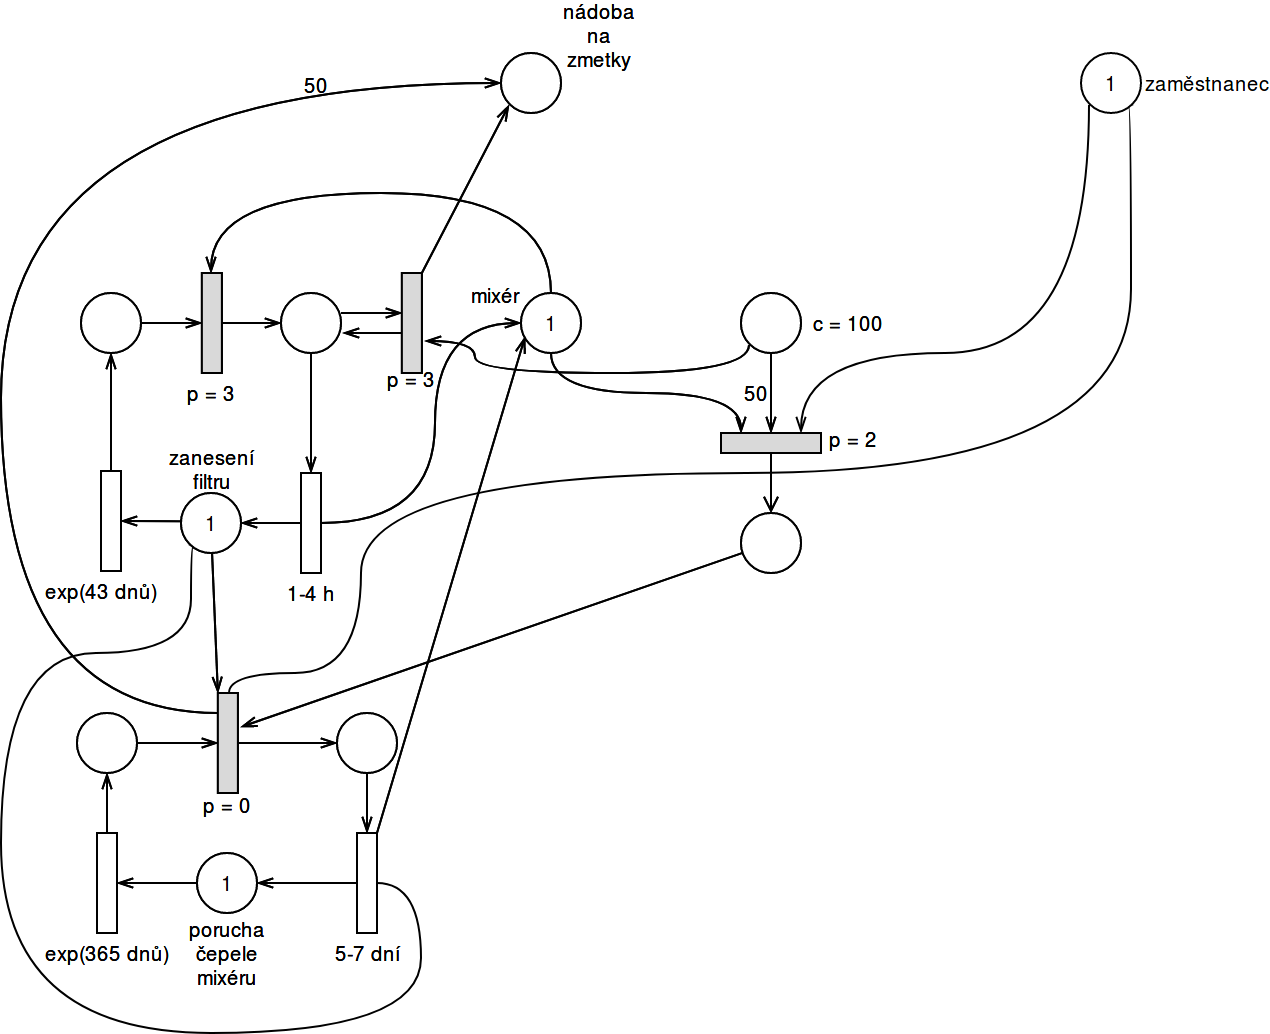 nádoba
na
zmetky
50
1
zaměstnanec
mixér
1
c = 100
p = 3
p = 3
50
p = 2
zanesení
filtru
1
exp(43 dnů)
1-4 h
p = 0
1
porucha
čepele
mixéru
exp(365 dnů)
5-7 dní